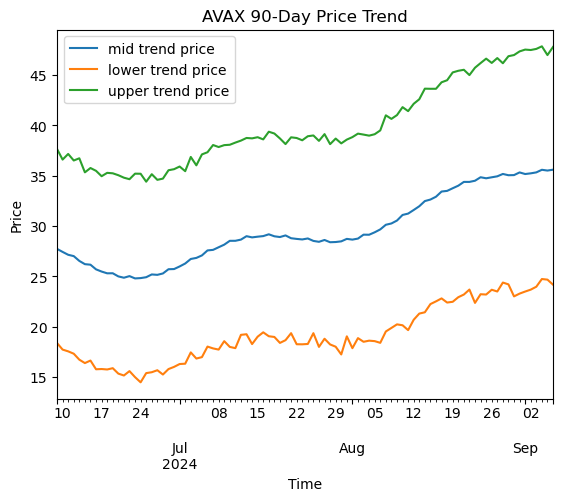 AVAX 90-Day Price Trend
mid trend price
lower trend price
upper trend price
Price
45
40
35
30
25
20
15
10 17 24 08 15 22 29 05 12 19 26 02
Jul Aug Sep
2024
Time